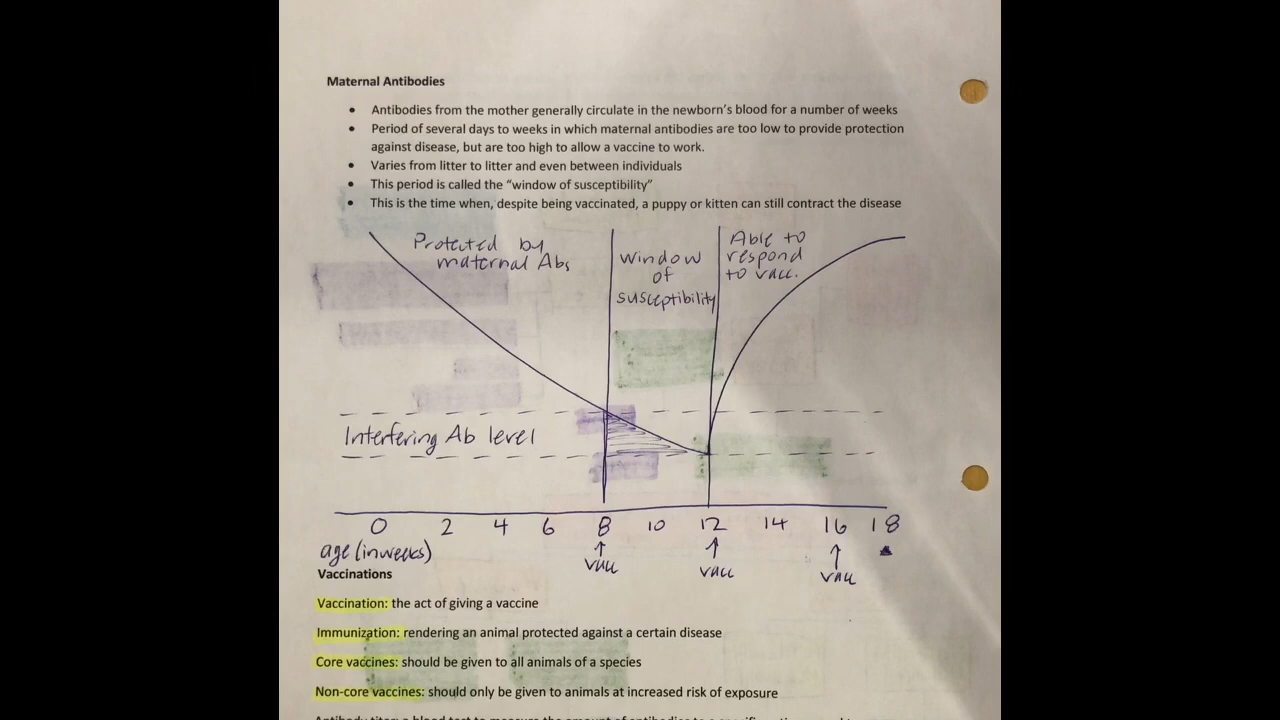 Maternal Antibodies
• Antibodies from the mother generally circulate in the newborn's blood for a number of weeks
• Period of several days to weeks in which maternal antibodies are too low to provide protection
against disease, but are too high to allow a vaccine to work.
• Varies from litter to litter and even between individuals
• This period is called the “window of susceptibility”
• This is the time when, despite being vaccinated, a puppy or kitten can still contract the disease
Protected by
maternal Abs
window
of
susceptibility
Able to
respond
to vacc.
Interfering Ab level
0 2 4 6 8 10 12 14 16 18
age (in weeks)
vacc
vacc
vacc
Vaccinations
Vaccination: the act of giving a vaccine
Immunization: rendering an animal protected against a certain disease
Core vaccines: should be given to all animals of a species
Non-core vaccines: should only be given to animals at increased risk of exposure